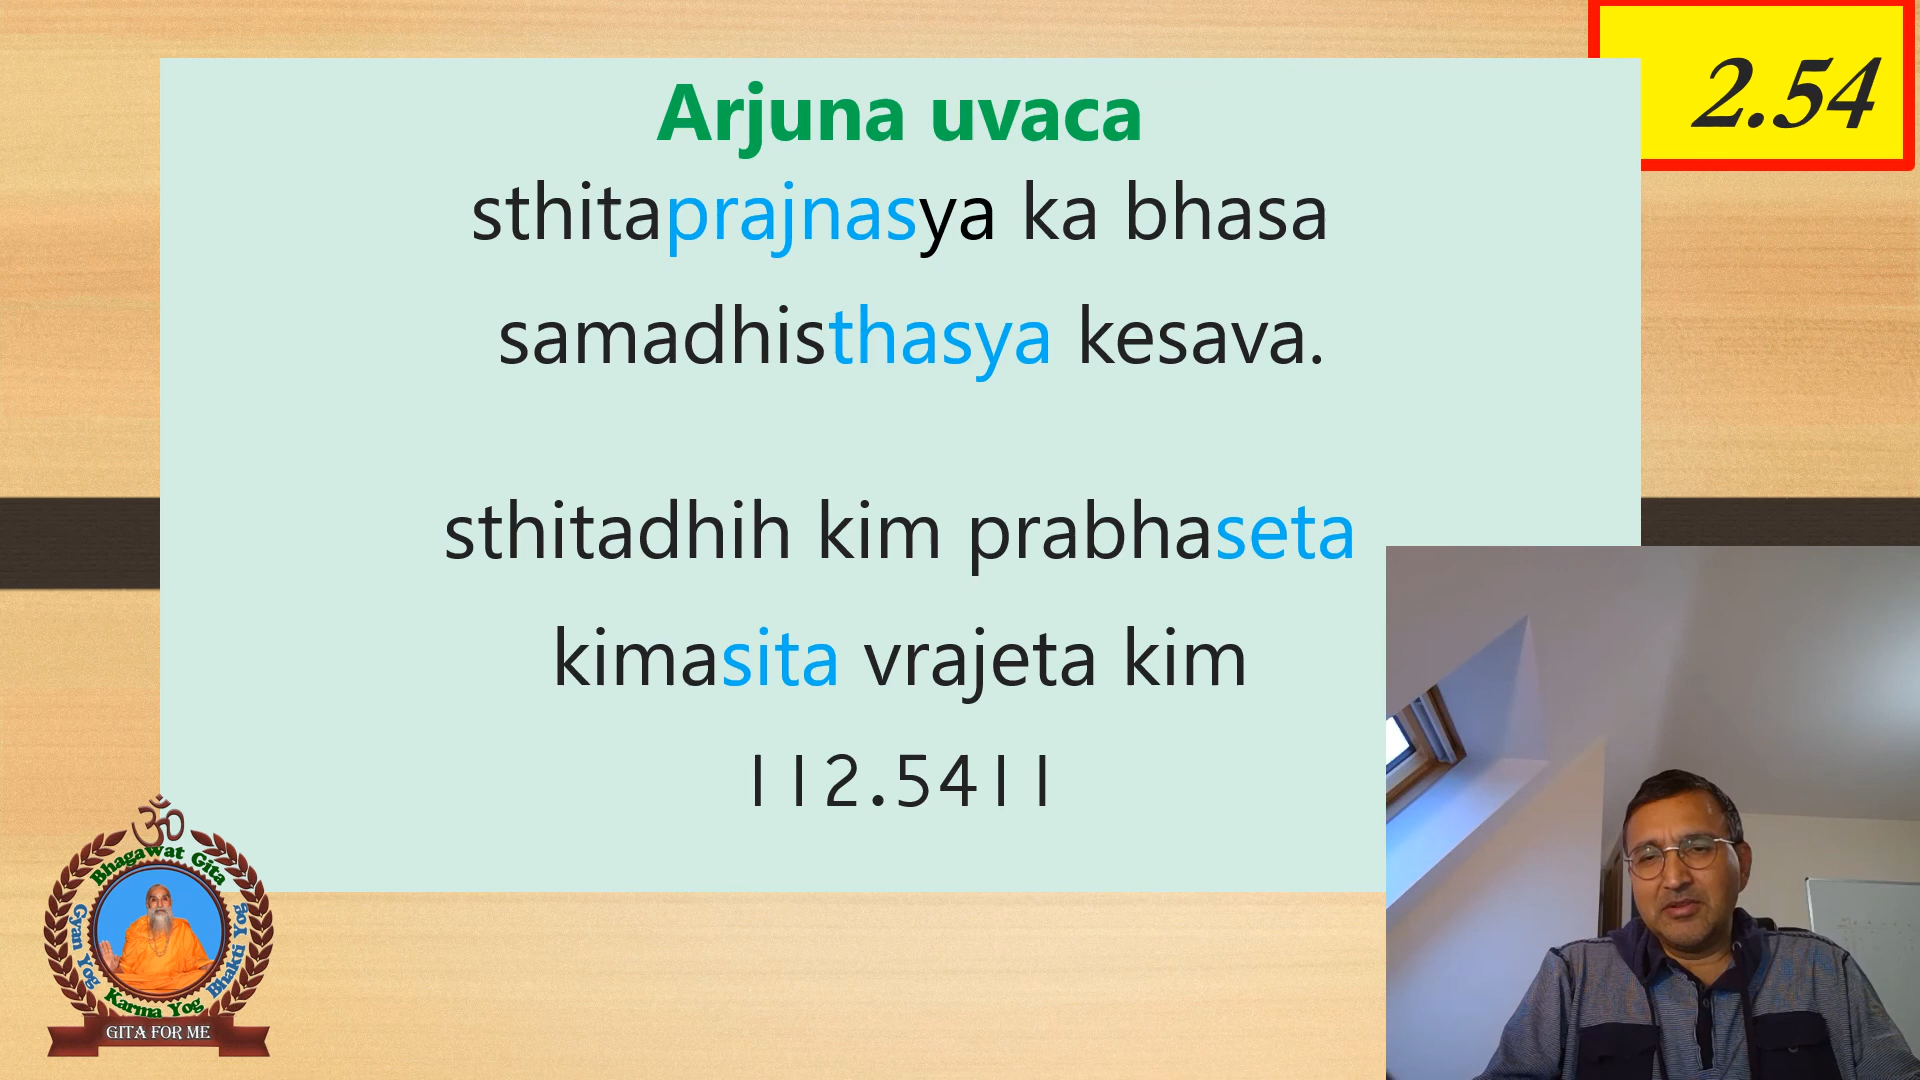 2.54
Arjuna uvaca
sthitaprajnasya ka bhasa
samadhisthasya kesava.
sthitadhih kim prabhaseta
kimasita vrajeta kim
||2.54||
ॐ
Bhagawat Gita
Gyan Yog
Bhakti Yog
Karma Yog
GITA FOR ME